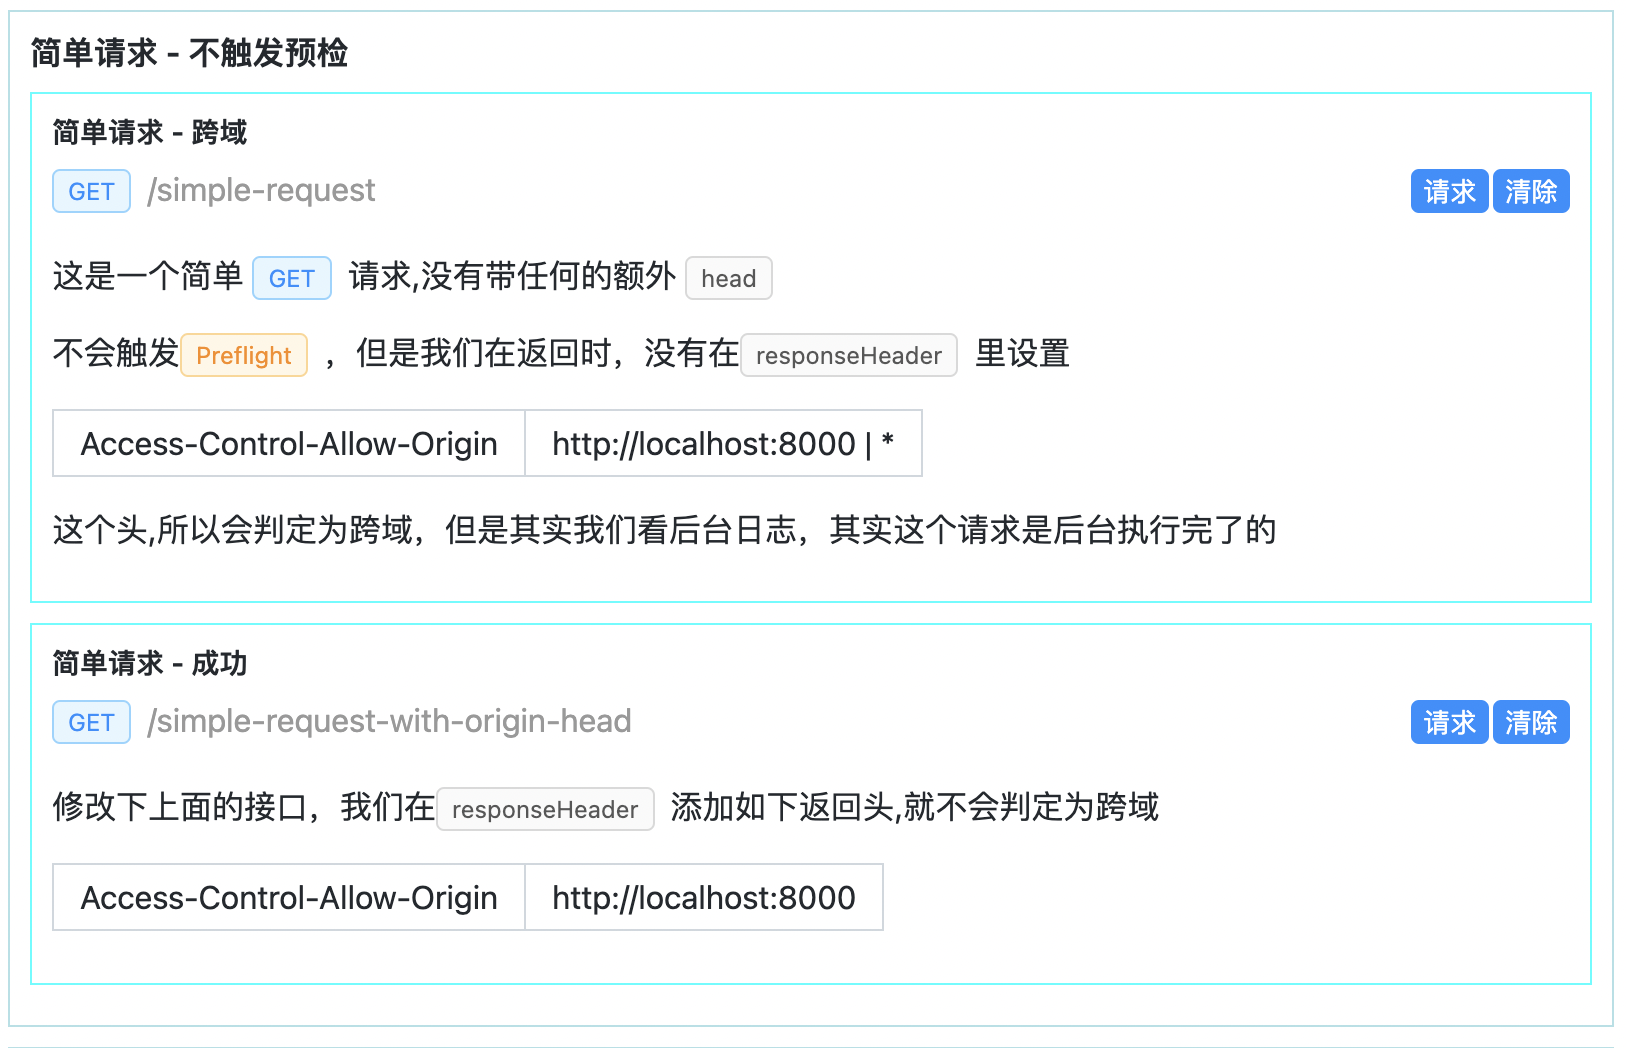 简单请求 - 不触发预检
简单请求 - 跨域
GET /simple-request 请求 清除
这是一个简单 GET 请求,没有带任何的额外 head
不会触发 Preflight ，但是我们在返回时，没有在 responseHeader 里设置
Access-Control-Allow-Origin http://localhost:8000 | *
这个头,所以会判定为跨域，但是其实我们看后台日志，其实这个请求是后台执行完了的
简单请求 - 成功
GET /simple-request-with-origin-head 请求 清除
修改下上面的接口，我们在 responseHeader 添加如下返回头,就不会判定为跨域
Access-Control-Allow-Origin http://localhost:8000